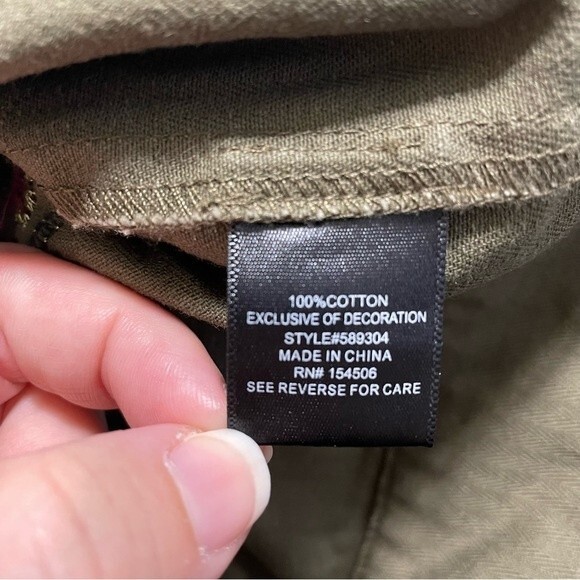 100%COTTON
EXCLUSIVE OF DECORATION
STYLE#589304
MADE IN CHINA
RN# 154506
SEE REVERSE FOR CARE